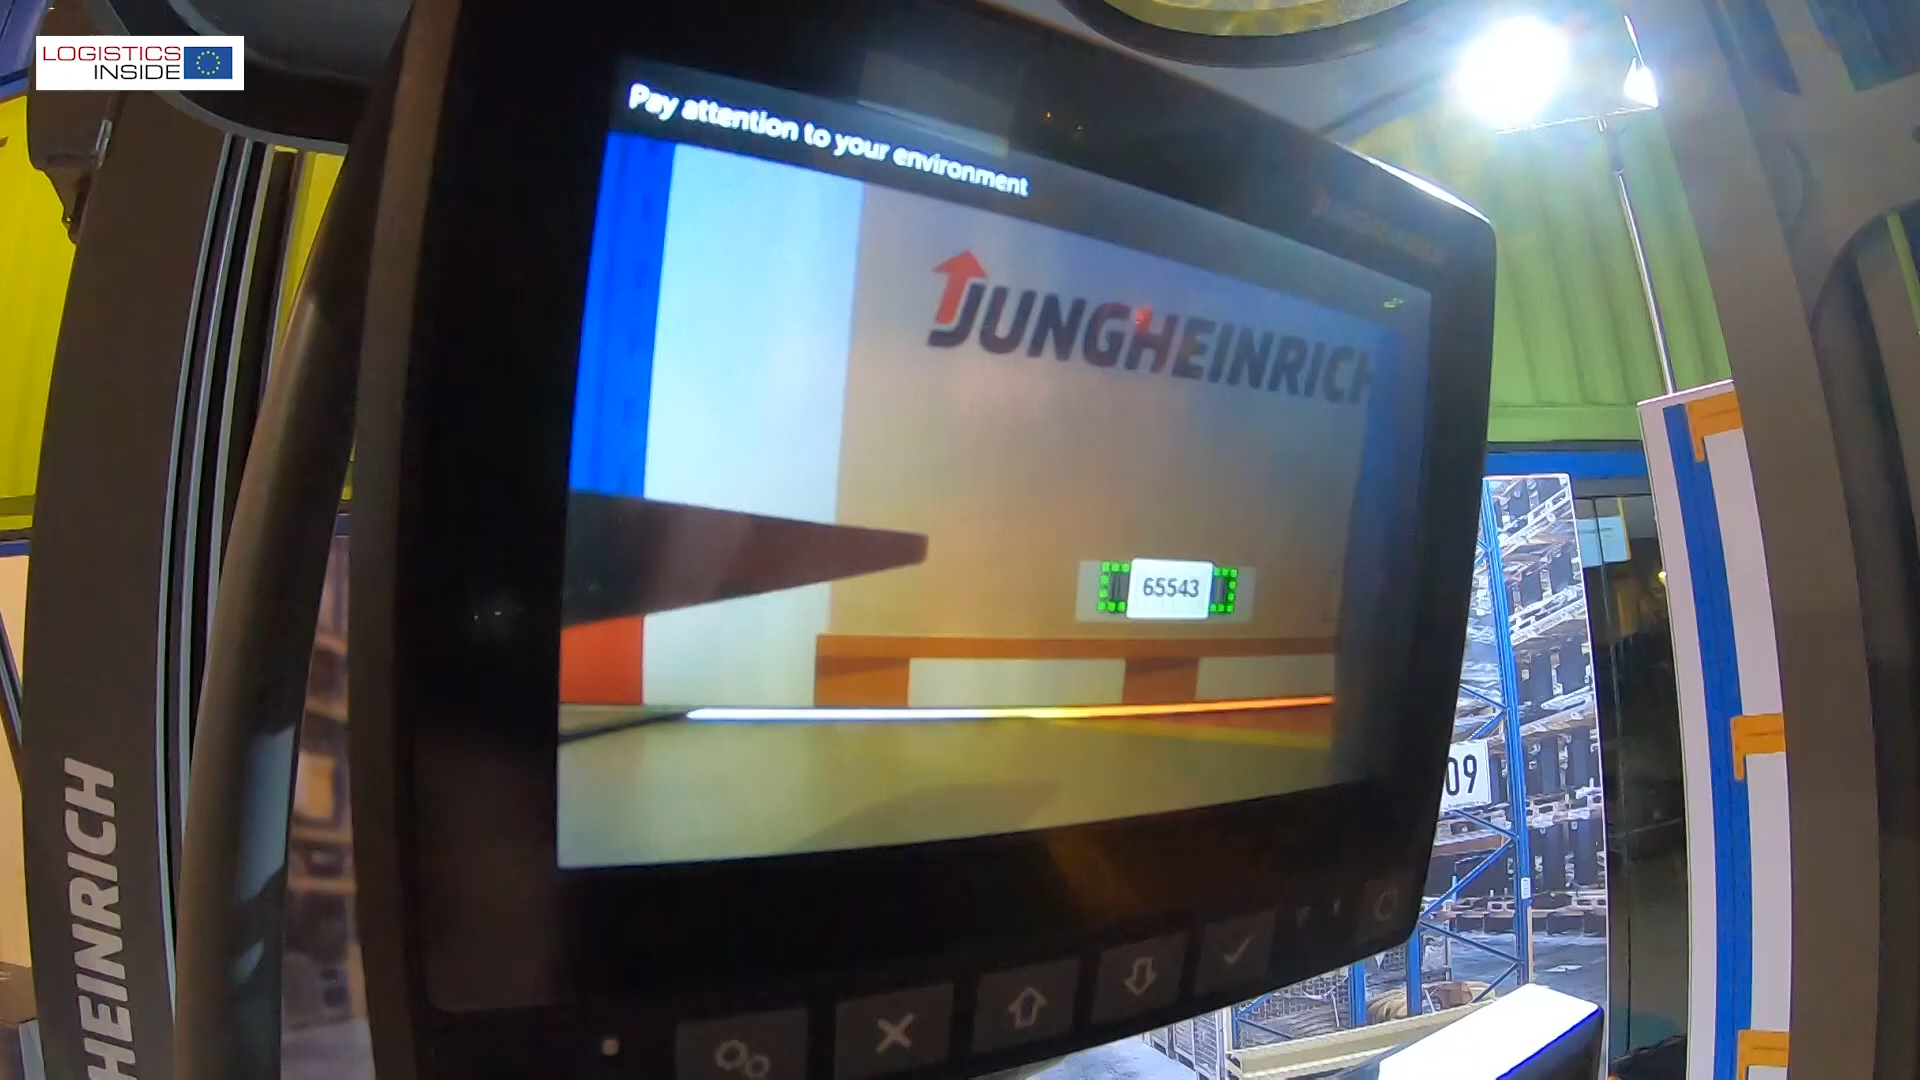 LOGISTICS
INSIDE
Pay attention to your environment
JUNGHEINRICH
65543
09
HEINRICH